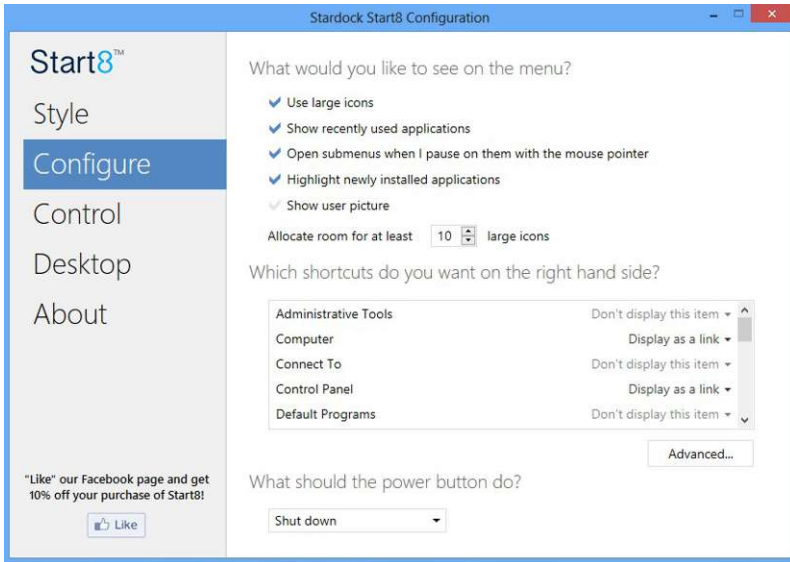 Stardock Start8 Configuration
Start8™
Style
Configure
Control
Desktop
About
"Like" our Facebook page and get
10% off your purchase of Start8!
Like
What would you like to see on the menu?
Use large icons
Show recently used applications
Open submenus when I pause on them with the mouse pointer
Highlight newly installed applications
Show user picture
Allocate room for at least 10 large icons
Which shortcuts do you want on the right hand side?
Administrative Tools Don't display this item
Computer Display as a link
Connect To Don't display this item
Control Panel Display as a link
Default Programs Don't display this item
Advanced...
What should the power button do?
Shut down